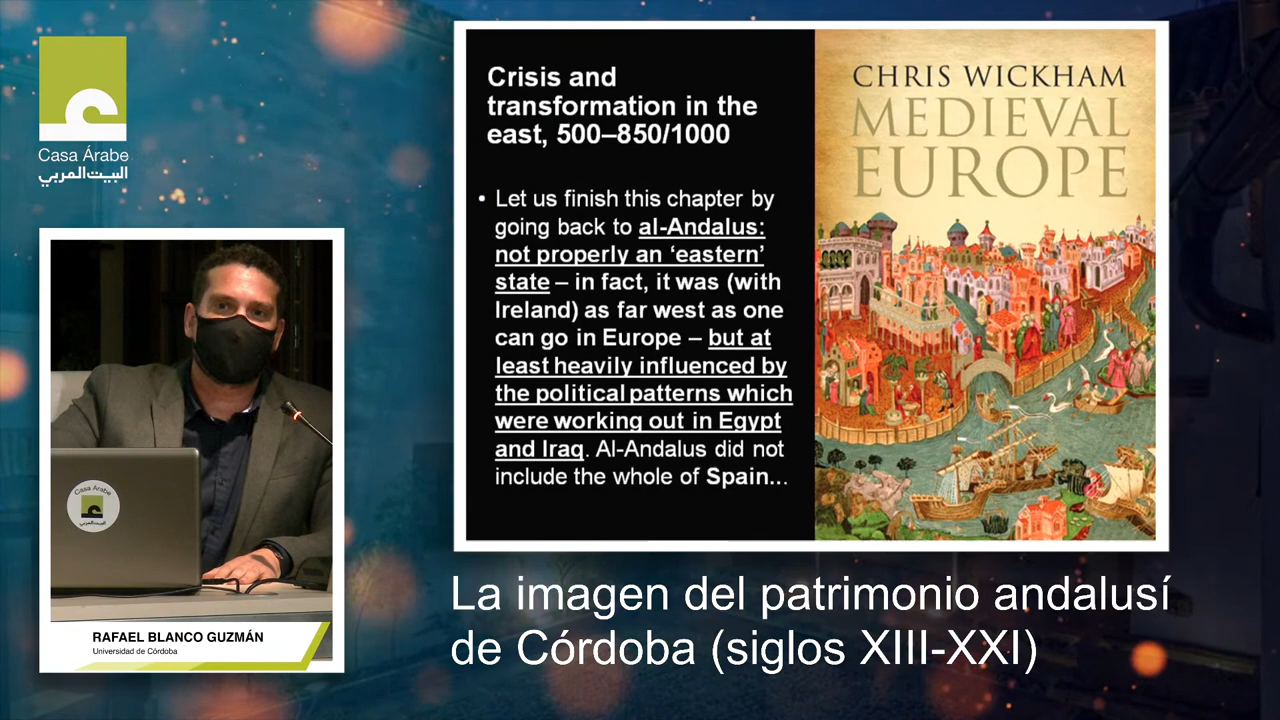 Casa Árabe
البيت العربي
Crisis and
transformation in the
east, 500–850/1000
• Let us finish this chapter by
going back to al-Andalus:
not properly an ‘eastern’
state – in fact, it was (with
Ireland) as far west as one
can go in Europe – but at
least heavily influenced by
the political patterns which
were working out in Egypt
and Iraq. Al-Andalus did not
include the whole of Spain...
CHRIS WICKHAM
MEDIEVAL
EUROPE
Casa Árabe
البيت العربي
RAFAEL BLANCO GUZMÁN
Universidad de Córdoba
La imagen del patrimonio andalusí
de Córdoba (siglos XIII-XXI)